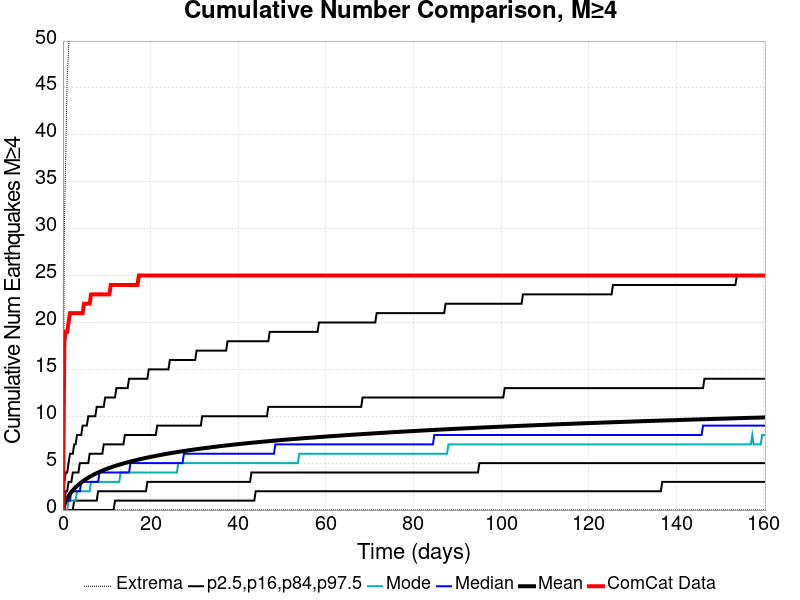 Cumulative Number Comparison, M≥4
Cumulative Num Earthquakes M≥4
50
45
40
35
30
25
20
15
10
5
0
0 20 40 60 80 100 120 140 160
Time (days)
Extrema p2.5,p16,p84,p97.5 Mode Median Mean ComCat Data